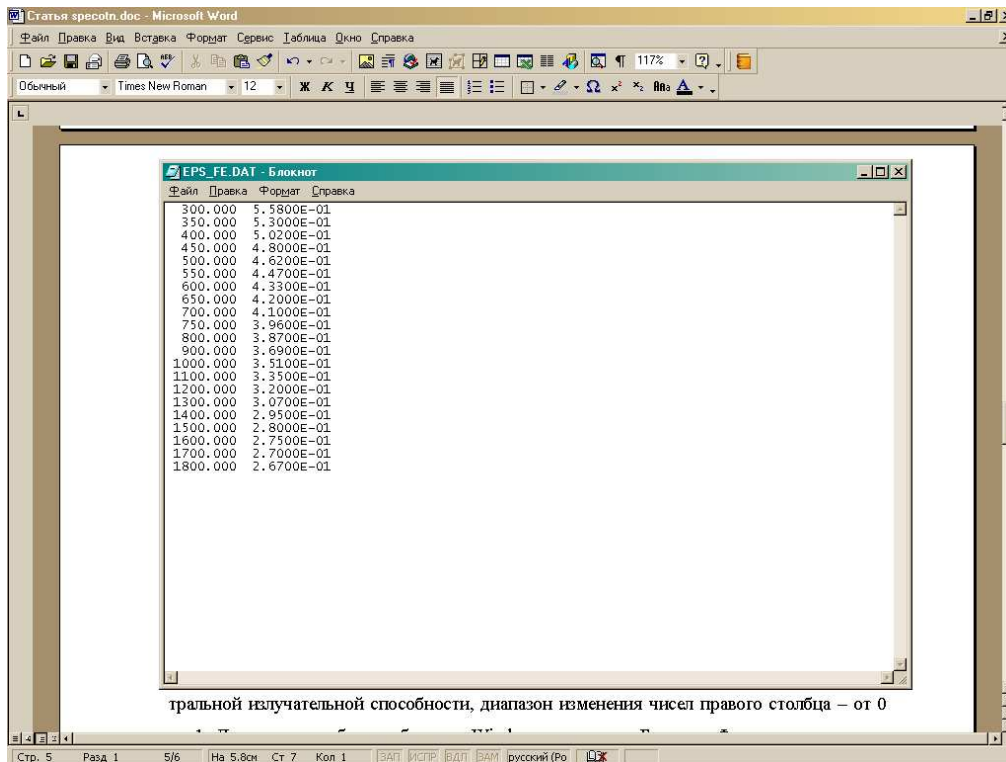 Статья specotn.doc - Microsoft Word
Файл Правка Вид Вставка Формат Сервис Таблица Окно Справка
117%
Обычный Times New Roman 12 Ж К Ч
EPS_FE.DAT - Блокнот
Файл Правка Формат Справка
300.000 5.5800E-01
350.000 5.3000E-01
400.000 5.0200E-01
450.000 4.8000E-01
500.000 4.6200E-01
550.000 4.4700E-01
600.000 4.3300E-01
650.000 4.2000E-01
700.000 4.1000E-01
750.000 3.9600E-01
800.000 3.8700E-01
900.000 3.6900E-01
1000.000 3.5100E-01
1100.000 3.3500E-01
1200.000 3.2000E-01
1300.000 3.0700E-01
1400.000 2.9500E-01
1500.000 2.8000E-01
1600.000 2.7500E-01
1700.000 2.7000E-01
1800.000 2.6700E-01
тральной излучательной способности, диапазон изменения чисел правого столбца – от 0
Стр. 5 Разд 1 5/6 На 5.8см Ст 7 Кол 1 ЗАП ИСПР ВДЛ ЗАМ русский (Ро